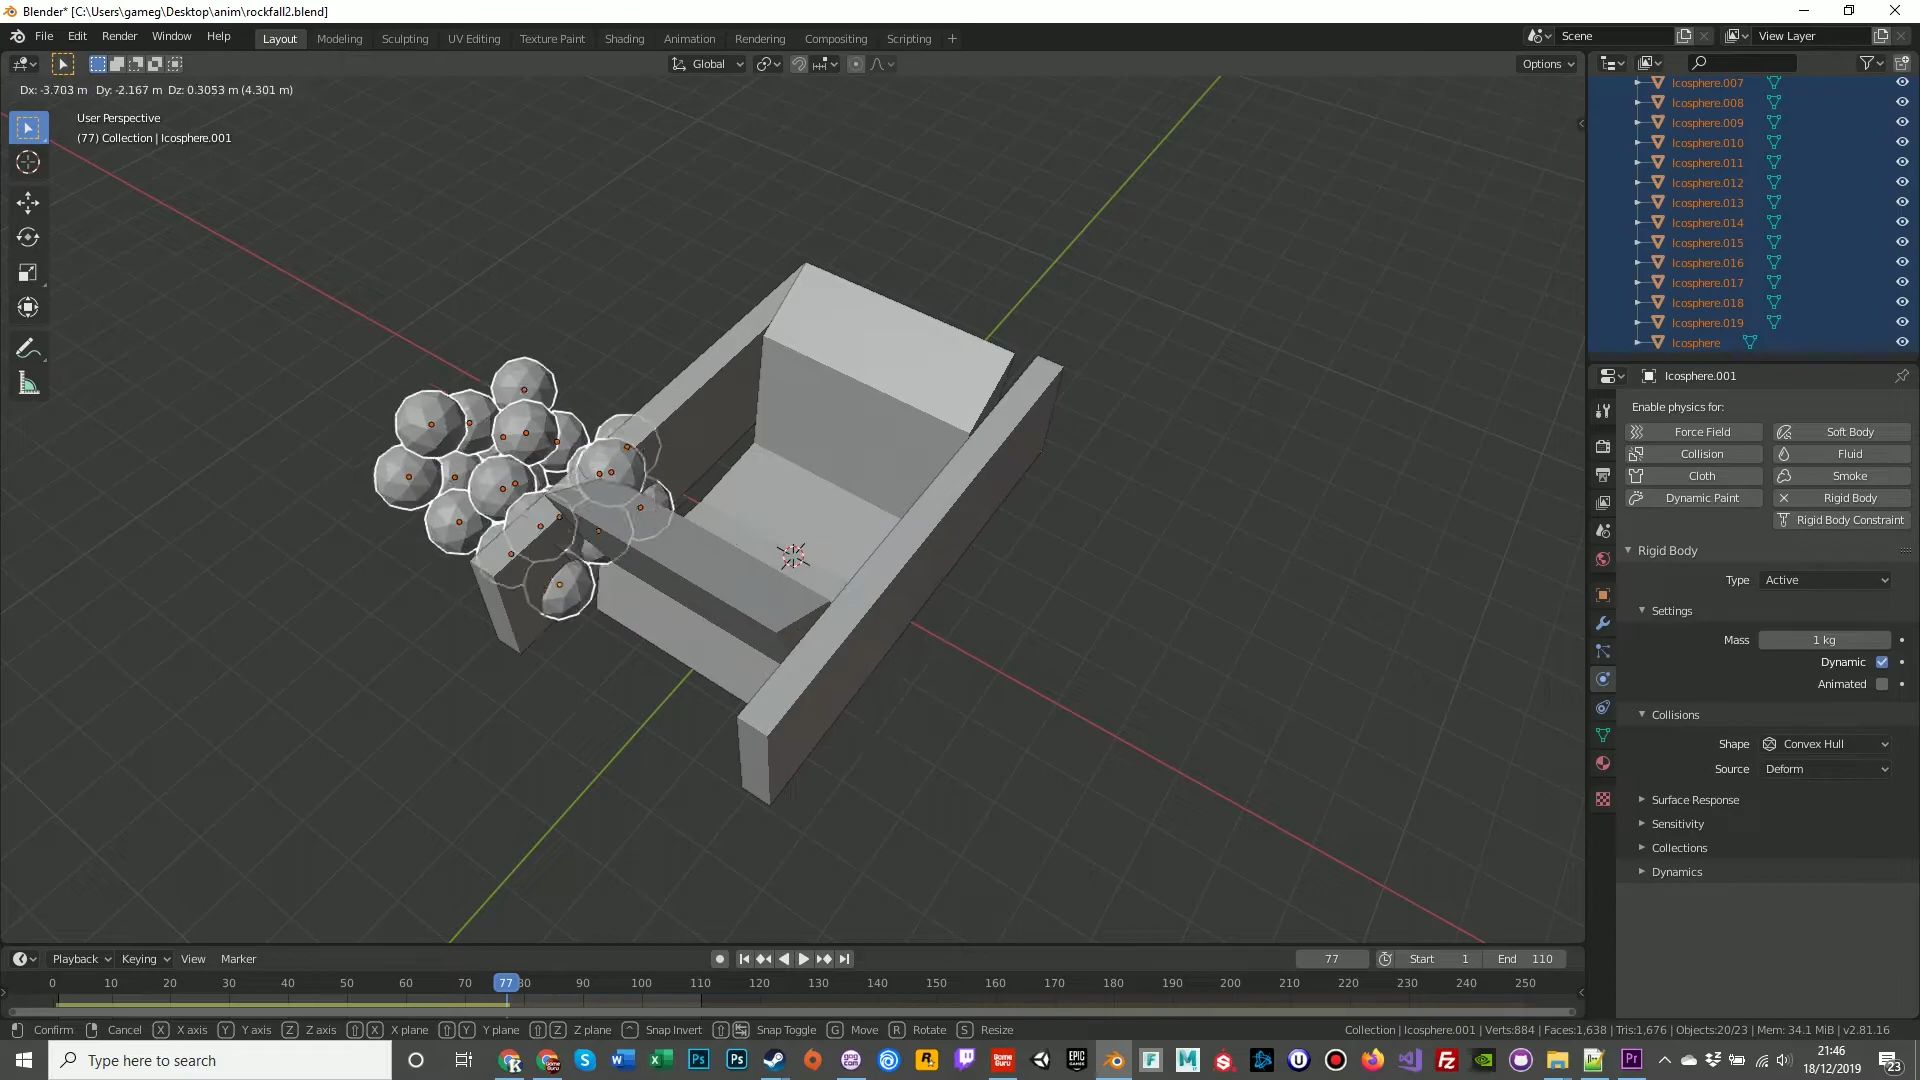 Blender* [C:\Users\gameg\Desktop\anim\rockfall2.blend]
File Edit Render Window Help Layout Modeling Sculpting UV Editing Texture Paint Shading Animation Rendering Compositing Scripting + Scene View Layer
Global Options
Dx: -3.703 m Dy: -2.167 m Dz: 0.3053 m (4.301 m)
User Perspective
(77) Collection | Icosphere.001
Icosphere.007
Icosphere.008
Icosphere.009
Icosphere.010
Icosphere.011
Icosphere.012
Icosphere.013
Icosphere.014
Icosphere.015
Icosphere.016
Icosphere.017
Icosphere.018
Icosphere.019
Icosphere
Icosphere.001
Enable physics for:
Force Field Soft Body
Collision Fluid
Cloth Smoke
Dynamic Paint Rigid Body
Rigid Body Constraint
Rigid Body
Type Active
Settings
Mass 1 kg
Dynamic
Animated
Collisions
Shape Convex Hull
Source Deform
Surface Response
Sensitivity
Collections
Dynamics
Playback Keying View Marker 77 Start 1 End 110
0 10 20 30 40 50 60 70 77 80 90 100 110 120 130 140 150 160 170 180 190 200 210 220 230 240 250
Confirm Cancel X X axis Y Y axis Z Z axis X X plane Y Y plane Z Z plane Snap Invert Snap Toggle G Move R Rotate S Resize Collection | Icosphere.001 | Verts:884 | Faces:1,638 | Tris:1,676 | Objects:20/23 | Mem: 34.1 MiB | v2.81.16
Type here to search
21:46
18/12/2019
23